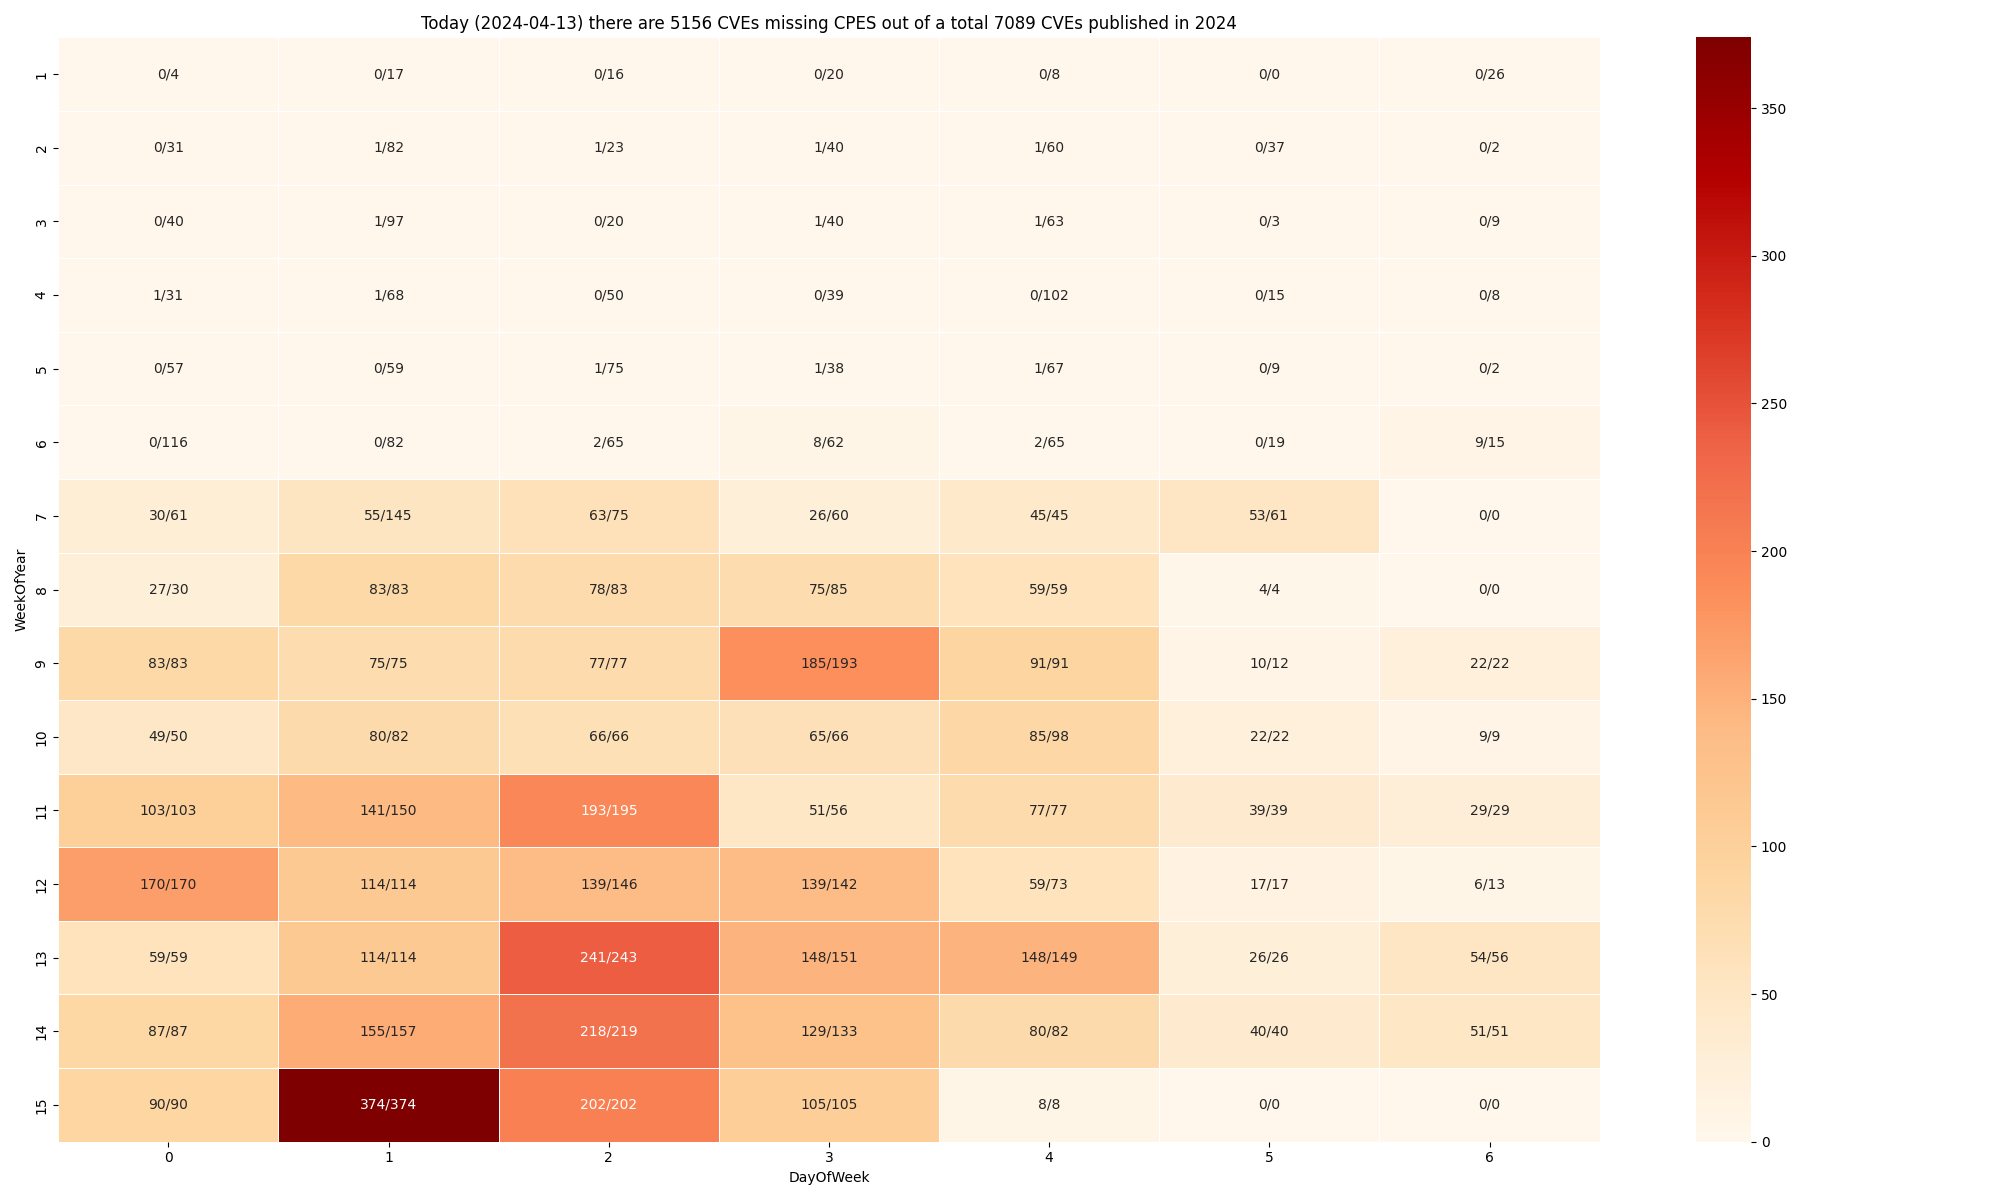 Today (2024-04-13) there are 5156 CVEs missing CPES out of a total 7089 CVEs published in 2024
1 0/4 0/17 0/16 0/20 0/8 0/0 0/26
2 0/31 1/82 1/23 1/40 1/60 0/37 0/2
3 0/40 1/97 0/20 1/40 1/63 0/3 0/9
4 1/31 1/68 0/50 0/39 0/102 0/15 0/8
5 0/57 0/59 1/75 1/38 1/67 0/9 0/2
6 0/116 0/82 2/65 8/62 2/65 0/19 9/15
7 30/61 55/145 63/75 26/60 45/45 53/61 0/0
8 27/30 83/83 78/83 75/85 59/59 4/4 0/0
9 83/83 75/75 77/77 185/193 91/91 10/12 22/22
10 49/50 80/82 66/66 65/66 85/98 22/22 9/9
11 103/103 141/150 193/195 51/56 77/77 39/39 29/29
12 170/170 114/114 139/146 139/142 59/73 17/17 6/13
13 59/59 114/114 241/243 148/151 148/149 26/26 54/56
14 87/87 155/157 218/219 129/133 80/82 40/40 51/51
15 90/90 374/374 202/202 105/105 8/8 0/0 0/0
0 1 2 3 4 5 6
DayOfWeek
WeekOfYear
350
300
250
200
150
100
50
0